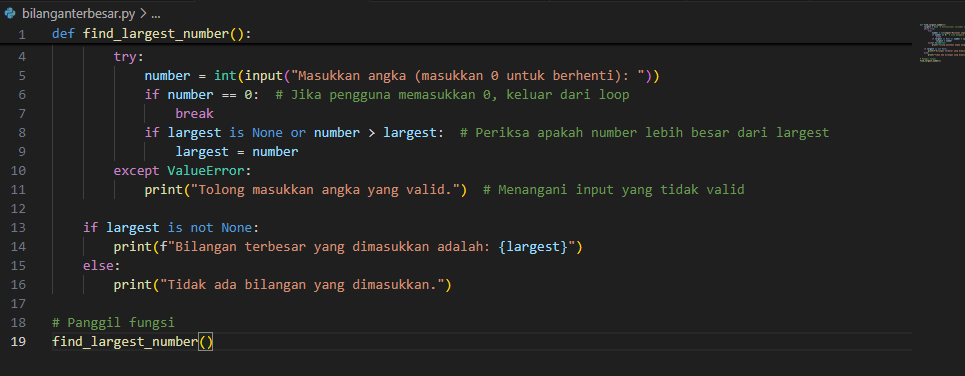 bilanganterbesar.py > ...
1 def find_largest_number():
4 try:
5 number = int(input("Masukkan angka (masukkan 0 untuk berhenti): "))
6 if number == 0:  # Jika pengguna memasukkan 0, keluar dari loop
7 break
8 if largest is None or number > largest:  # Periksa apakah number lebih besar dari largest
9 largest = number
10 except ValueError:
11 print("Tolong masukkan angka yang valid.")  # Menangani input yang tidak valid
12
13 if largest is not None:
14 print(f"Bilangan terbesar yang dimasukkan adalah: {largest}")
15 else:
16 print("Tidak ada bilangan yang dimasukkan.")
17
18 # Panggil fungsi
19 find_largest_number()